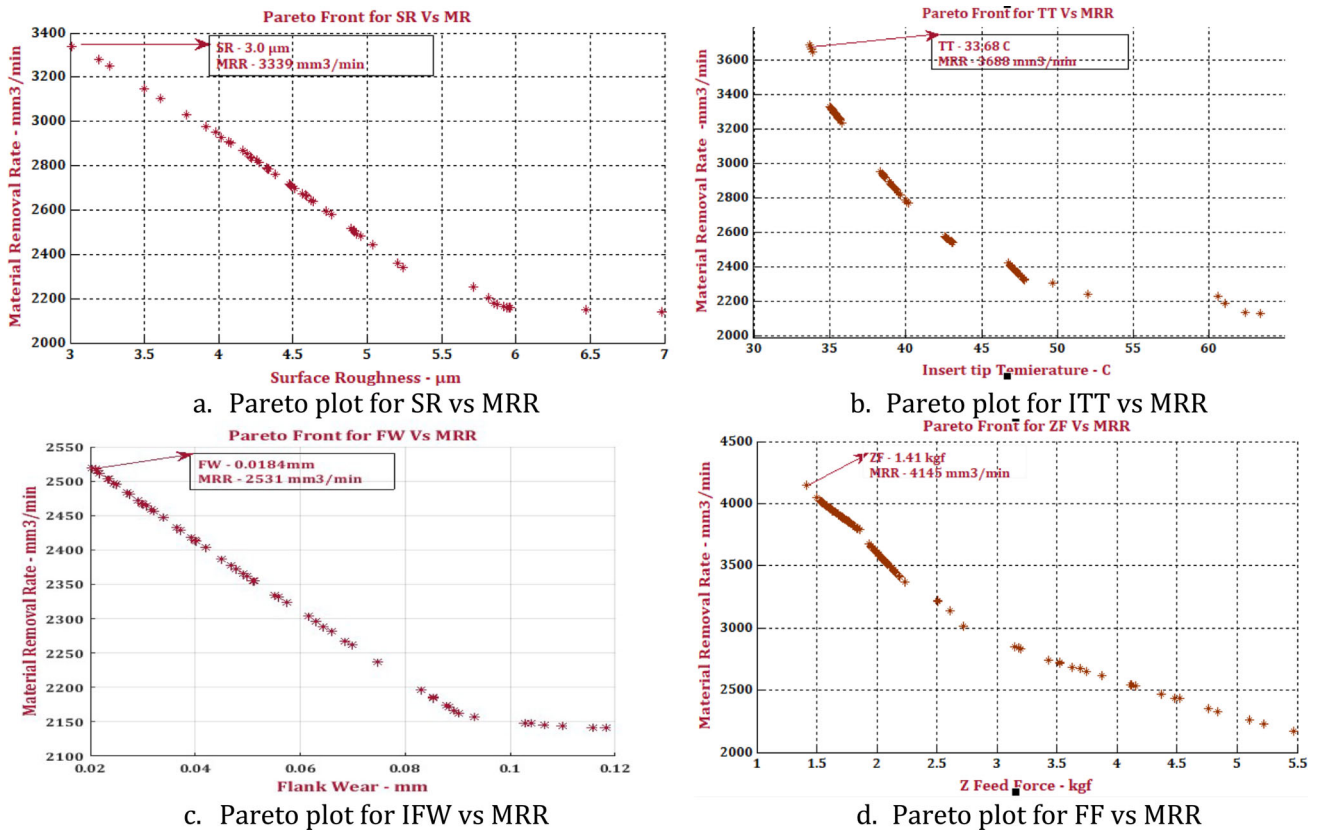 Pareto Front for SR Vs MR
3400
3200
3000
2800
2600
2400
2200
2000
Material Removal Rate - mm3/min
SR - 3.0 μm
MRR - 3339 mm3/min
3
3.5
4
4.5
5
5.5
6
6.5
7
Surface Roughness - μm
a. Pareto plot for SR vs MRR
Pareto Front for TT Vs MRR
3600
3400
3200
3000
2800
2600
2400
2200
2000
Material Removal Rate -mm3/min
TT - 33.68 C
MRR - 3688 mm3/min
30
35
40
45
50
55
60
Insert tip Temierature - C
b. Pareto plot for ITT vs MRR
Pareto Front for FW Vs MRR
2550
2500
2450
2400
2350
2300
2250
2200
2150
2100
Material Removal Rate - mm3/min
FW - 0.0184mm
MRR - 2531 mm3/min
0.02
0.04
0.06
0.08
0.1
0.12
Flank Wear - mm
c. Pareto plot for IFW vs MRR
Pareto Front for ZF Vs MRR
4500
4000
3500
3000
2500
2000
Material Removal Rate - mm3/min
ZF - 1.41 kgf
MRR - 4145 mm3/min
1
1.5
2
2.5
3
3.5
4
4.5
5
5.5
Z Feed Force - kgf
d. Pareto plot for FF vs MRR